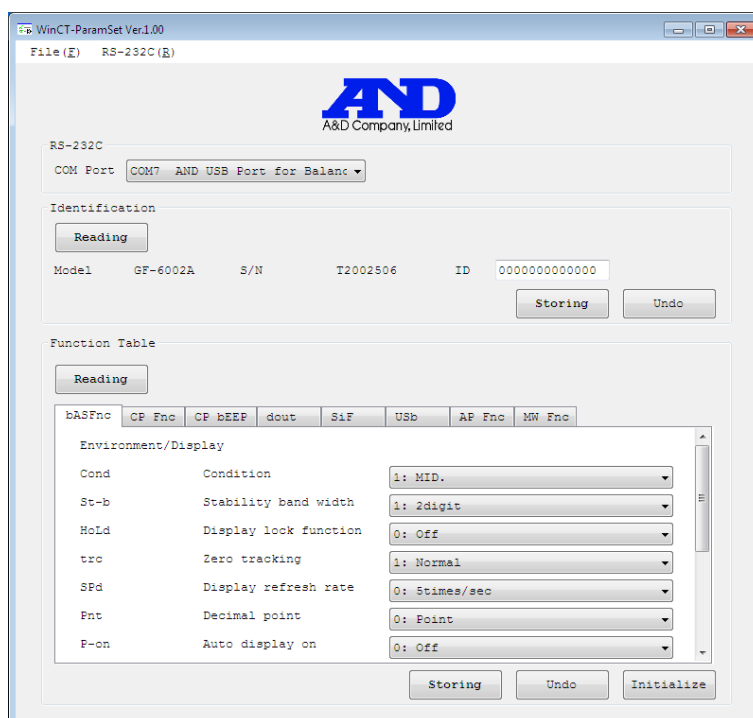 WinCT-ParamSet Ver.1.00
File(F) RS-232C(R)
AND
A&D Company, Limited
RS-232C
COM Port COM7 AND USB Port for Balanc
Identification
Reading
Model GF-6002A S/N T2002506 ID 0000000000000
Storing Undo
Function Table
Reading
bASFnc CP Fnc CP bEEP dout SiF USb AP Fnc MW Fnc
Environment/Display
Cond Condition 1: MID.
St-b Stability band width 1: 2digit
HoLd Display lock function 0: Off
trc Zero tracking 1: Normal
SPd Display refresh rate 0: 5times/sec
Pnt Decimal point 0: Point
P-on Auto display on 0: Off
Storing Undo Initialize